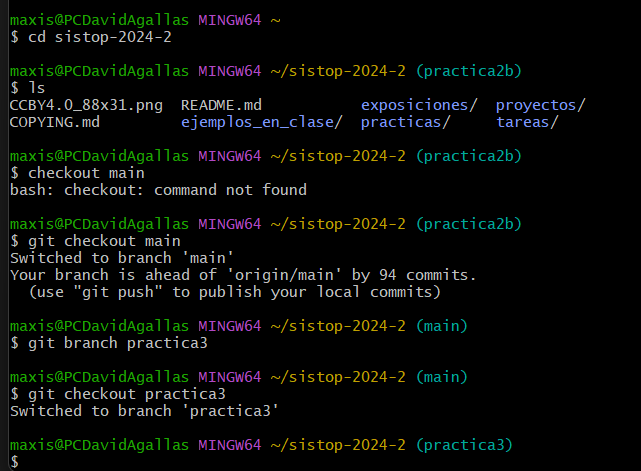 maxis@PCDavidAgallas MINGW64 ~
$ cd sistop-2024-2
maxis@PCDavidAgallas MINGW64 ~/sistop-2024-2 (practica2b)
$ ls
CCBY4.0_88x31.png  README.md           exposiciones/  proyectos/
COPYING.md         ejemplos_en_clase/  practicas/     tareas/
maxis@PCDavidAgallas MINGW64 ~/sistop-2024-2 (practica2b)
$ checkout main
bash: checkout: command not found
maxis@PCDavidAgallas MINGW64 ~/sistop-2024-2 (practica2b)
$ git checkout main
Switched to branch 'main'
Your branch is ahead of 'origin/main' by 94 commits.
  (use "git push" to publish your local commits)
maxis@PCDavidAgallas MINGW64 ~/sistop-2024-2 (main)
$ git branch practica3
maxis@PCDavidAgallas MINGW64 ~/sistop-2024-2 (main)
$ git checkout practica3
Switched to branch 'practica3'
maxis@PCDavidAgallas MINGW64 ~/sistop-2024-2 (practica3)
$